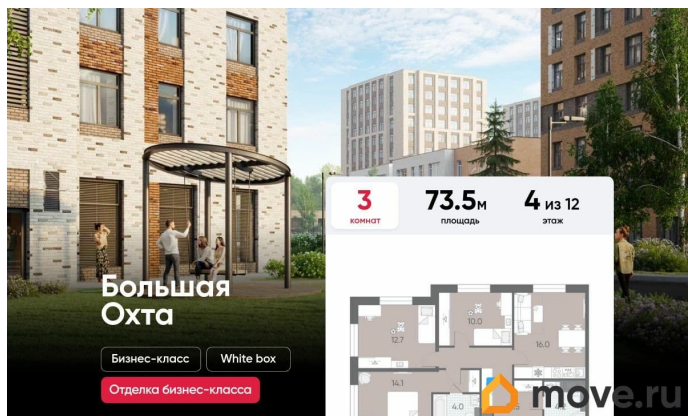 3
комнат
73.5м
площадь
4 из 12
этаж
Большая
Охта
Бизнес-класс
White box
Отделка бизнес-класса
12.7
10.0
16.0
14.1
4.0
move.ru